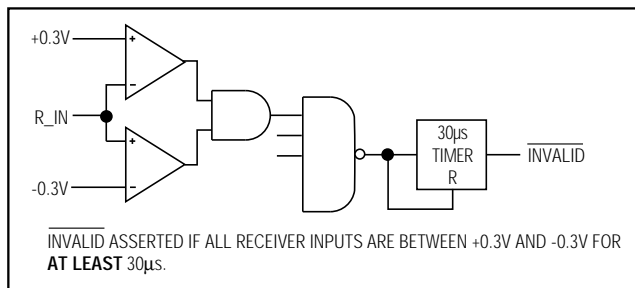 +0.3V
+
−
R_IN
+
−
-0.3V
30µs
TIMER
R
INVALID
INVALID ASSERTED IF ALL RECEIVER INPUTS ARE BETWEEN +0.3V AND -0.3V FOR
AT LEAST 30µs.